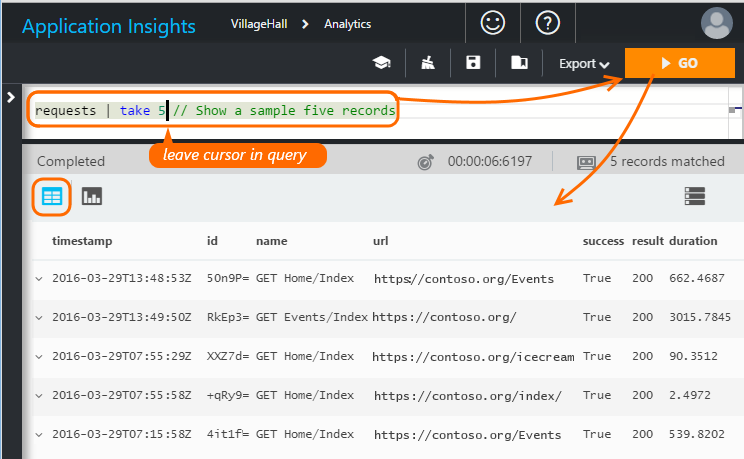 Application Insights VillageHall > Analytics
Export GO
requests | take 5 // Show a sample five records
leave cursor in query
Completed 00:00:06:6197 5 records matched
timestamp id name url success result duration
2016-03-29T13:48:53Z 5On9P= GET Home/Index https://contoso.org/Events True 200 662.4687
2016-03-29T13:49:50Z RkEp3= GET Events/Index https://contoso.org/ True 200 3015.7845
2016-03-29T07:55:29Z XXZ7d= GET Home/Index https://contoso.org/icecream True 200 90.3512
2016-03-29T07:55:58Z +qRy9= GET Home/Index https://contoso.org/index/ True 200 2.4972
2016-03-29T07:15:58Z 4it1f= GET Home/Index https://contoso.org/Events True 200 539.8202